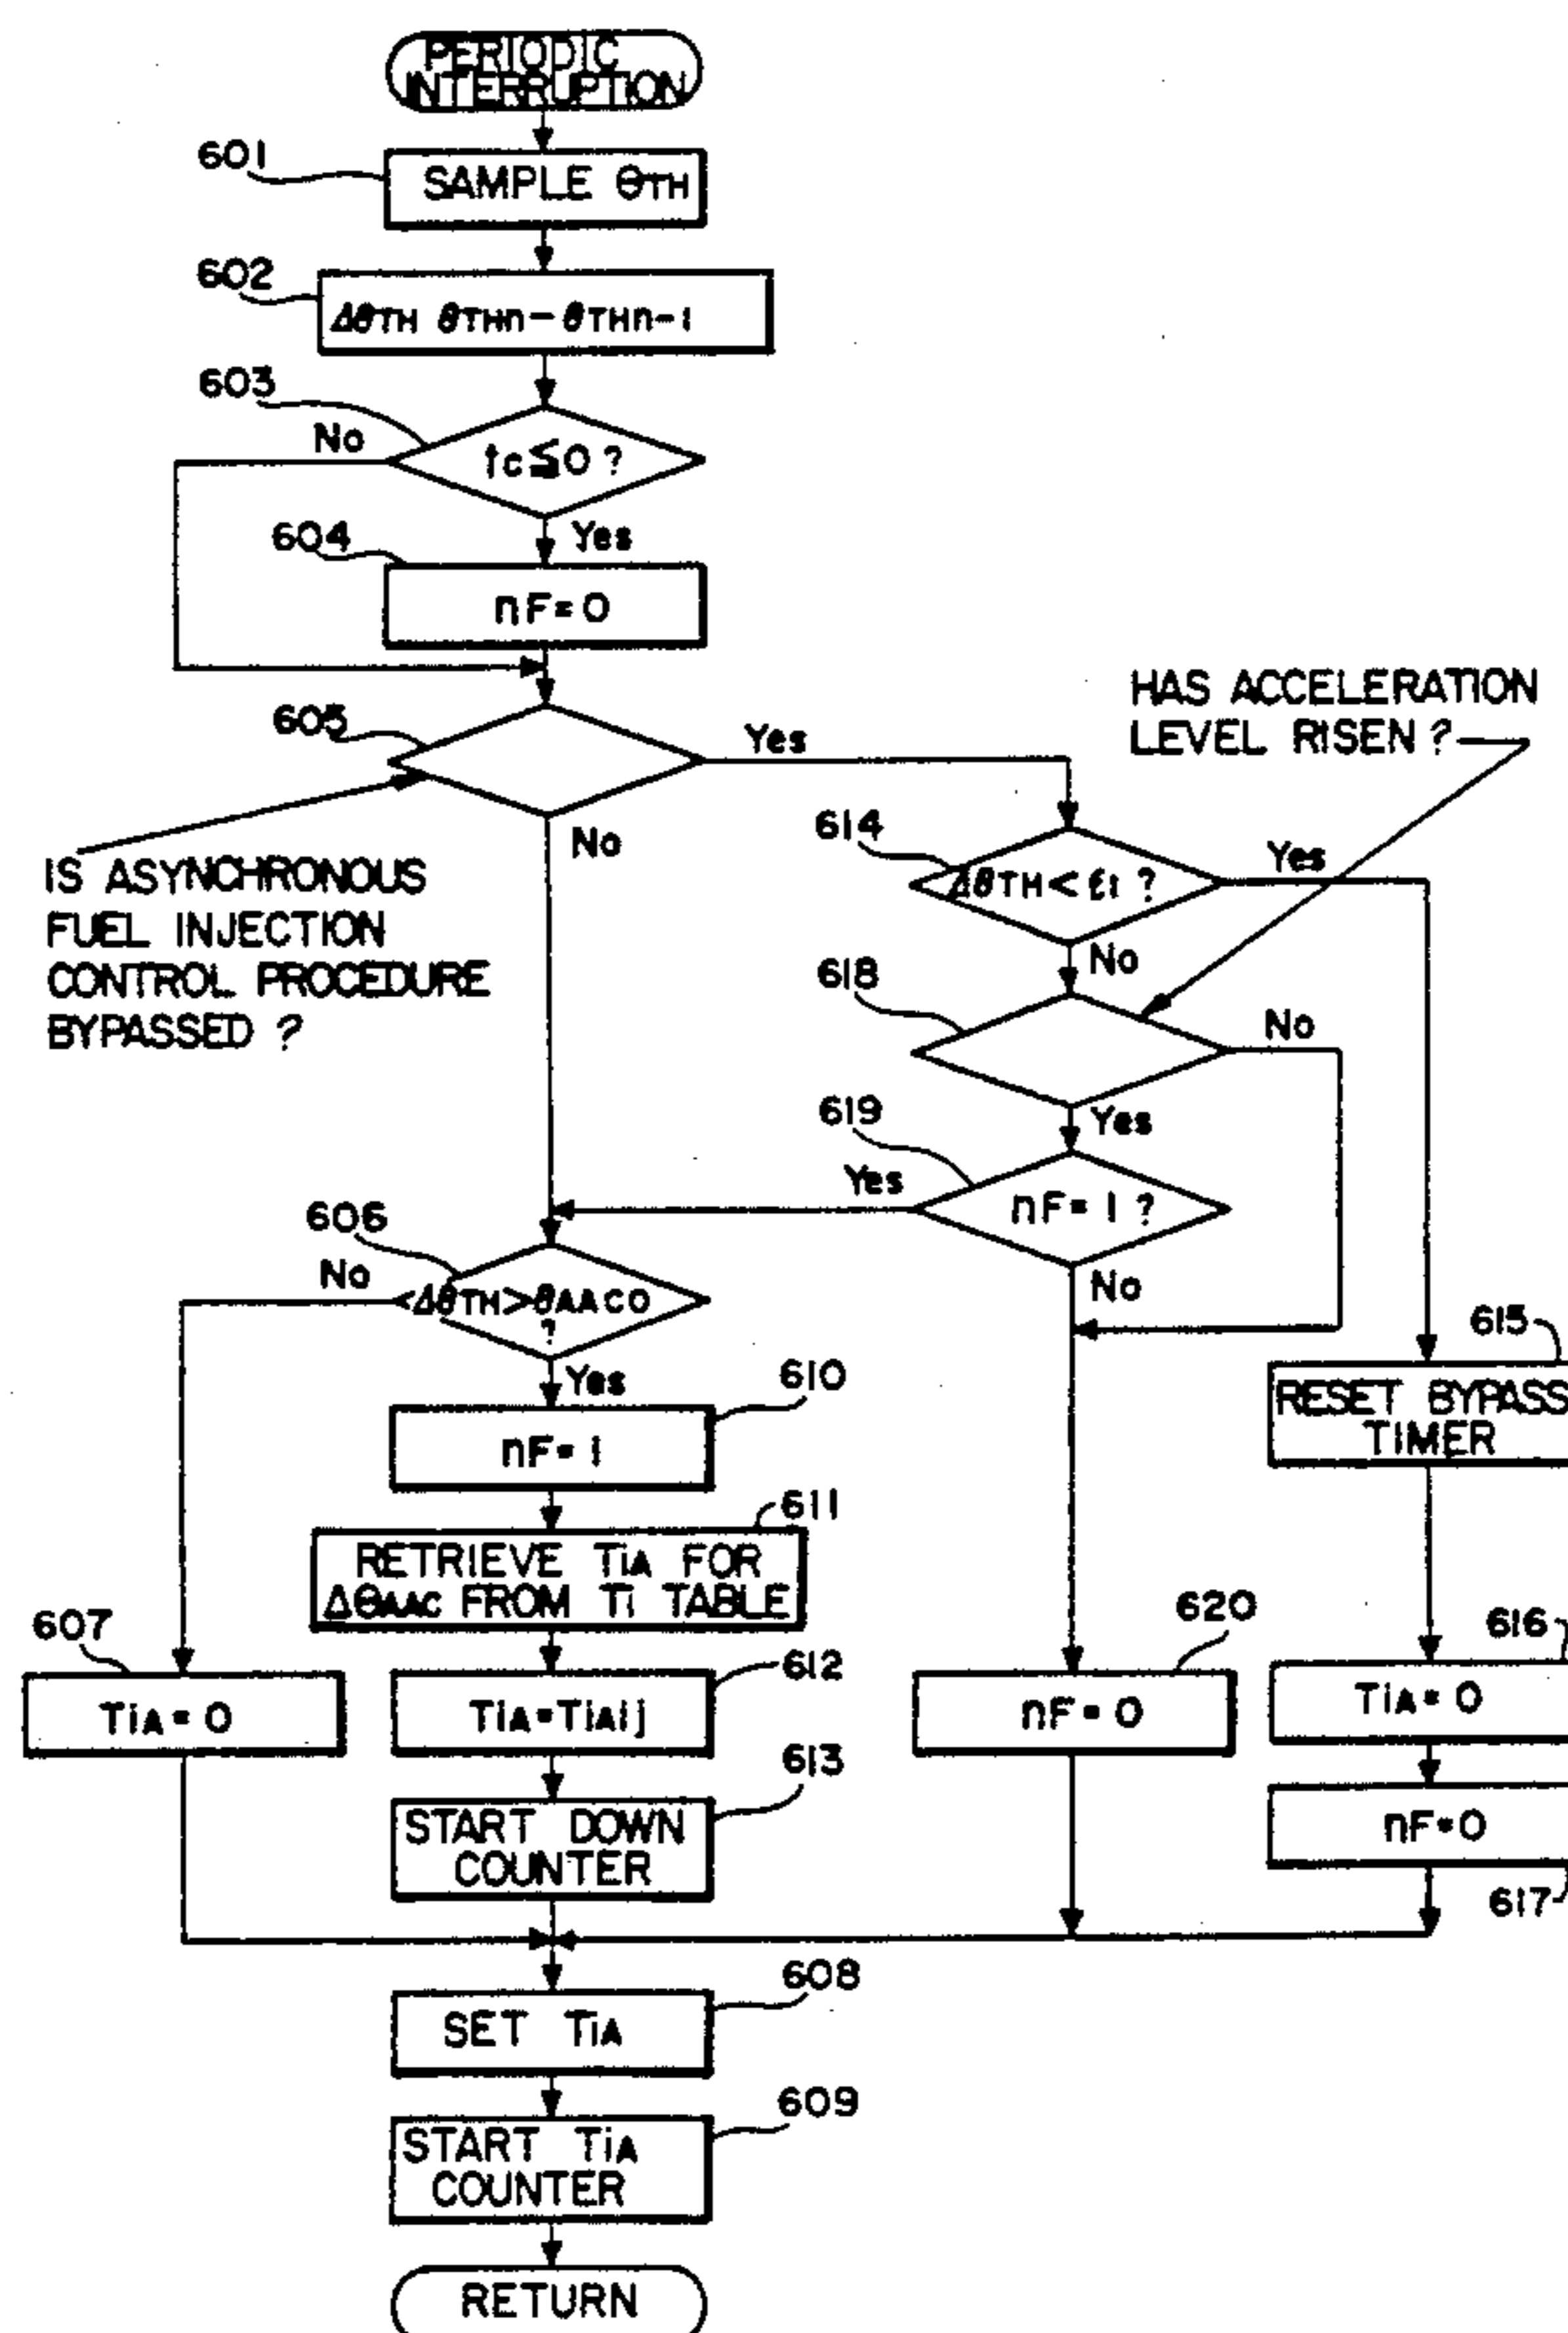 PERIODIC
INTERRUPTION
601
SAMPLE θTH
602
ΔθTH θTHn-θTHn-1
603
No
tc≦0 ?
Yes
604
nF=0
605
Yes
No
IS ASYNCHRONOUS
FUEL INJECTION
CONTROL PROCEDURE
BYPASSED ?
HAS ACCELERATION
LEVEL RISEN ?
614
ΔθTH< ε1 ?
Yes
No
618
No
Yes
619
Yes
nF= 1 ?
No
606
No
<ΔθTH>θAACO
?
Yes
610
nF= 1
611
RETRIEVE TiA FOR
ΔθAAC FROM Ti TABLE
607
TiA= 0
612
TiA=TiAij
613
START DOWN
COUNTER
620
nF= 0
615
RESET BYPASS
TIMER
616
TiA= 0
nF=0
617
608
SET TiA
609
START TiA
COUNTER
RETURN